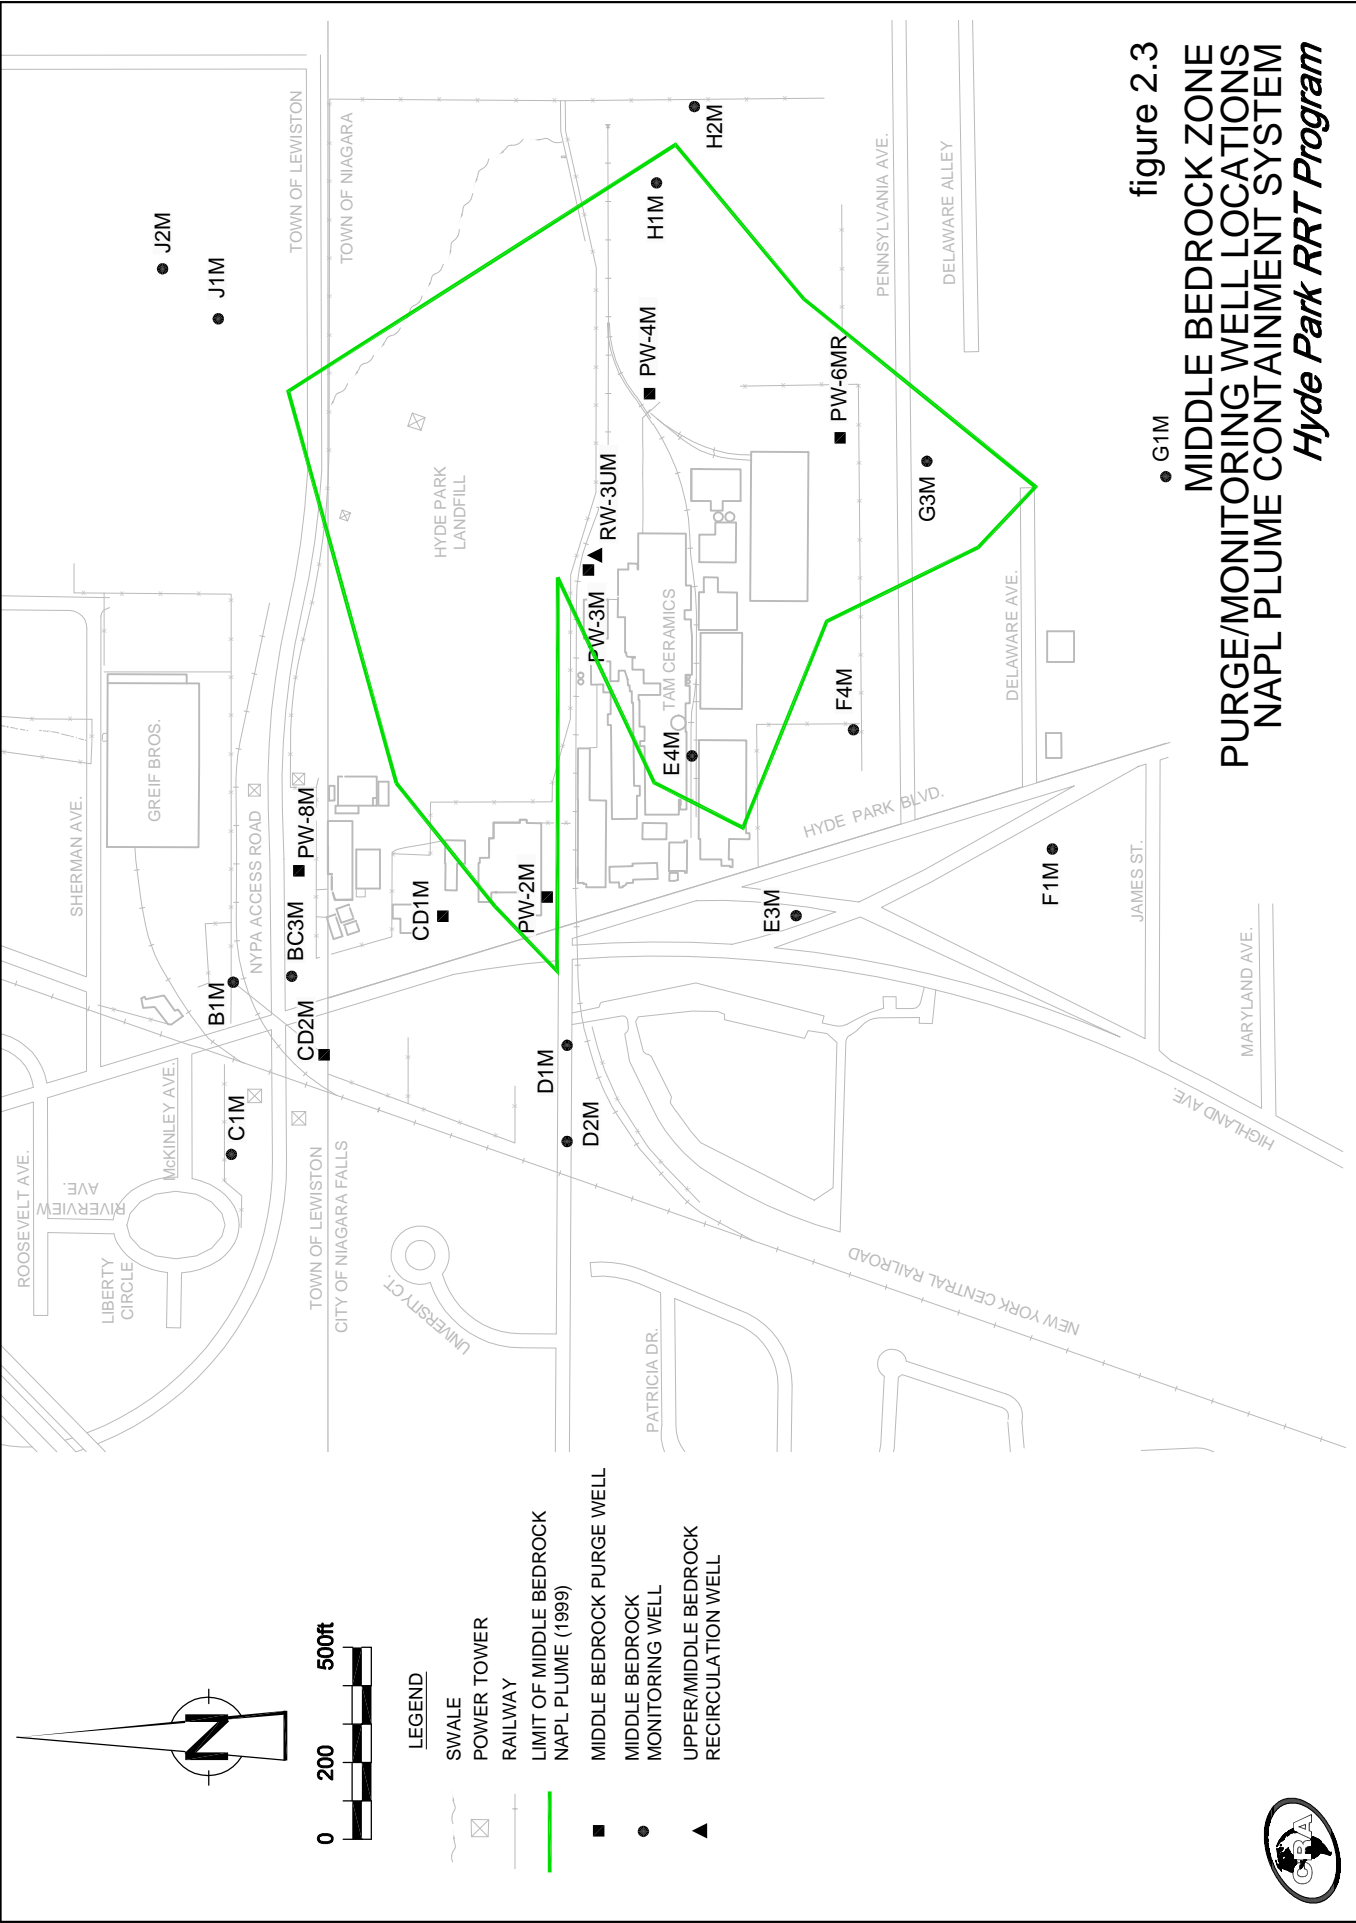 N
0 200 500ft
LEGEND
SWALE
POWER TOWER
RAILWAY
LIMIT OF MIDDLE BEDROCK
NAPL PLUME (1999)
MIDDLE BEDROCK PURGE WELL
MIDDLE BEDROCK
MONITORING WELL
UPPER/MIDDLE BEDROCK
RECIRCULATION WELL
CRA
ROOSEVELT AVE.
RIVERVIEW
AVE.
LIBERTY
CIRCLE
McKINLEY AVE.
SHERMAN AVE.
GREIF BROS.
NYPA ACCESS ROAD
C1M
B1M
BC3M
CD2M
PW-8M
CD1M
PW-2M
J2M
J1M
TOWN OF LEWISTON
TOWN OF NIAGARA
TOWN OF LEWISTON
CITY OF NIAGARA FALLS
UNIVERSITY CT.
HYDE PARK
LANDFILL
D1M
D2M
PW-3M
RW-3UM
PW-4M
H1M
H2M
TAM CERAMICS
E4M
PATRICIA DR.
E3M
HYDE PARK BLVD.
F4M
PW-6MR
G3M
PENNSYLVANIA AVE.
DELAWARE ALLEY
DELAWARE AVE.
NEW YORK CENTRAL RAILROAD
F1M
JAMES ST.
MARYLAND AVE.
HIGHLAND AVE.
G1M
figure 2.3
MIDDLE BEDROCK ZONE
PURGE/MONITORING WELL LOCATIONS
NAPL PLUME CONTAINMENT SYSTEM
Hyde Park RRT Program